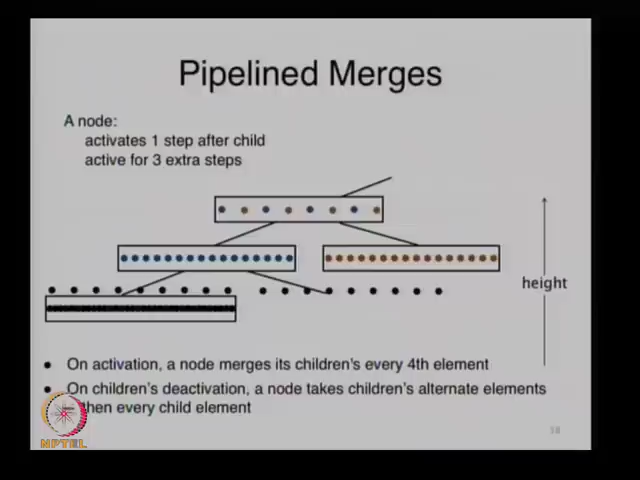 Pipelined Merges
A node:
activates 1 step after child
active for 3 extra steps
height
• On activation, a node merges its children's every 4th element
• On children's deactivation, a node takes children's alternate elements
– then every child element
NPTEL
18